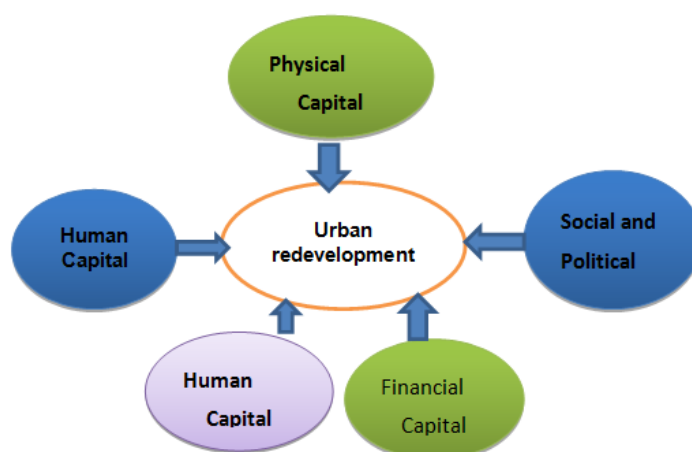 Physical
Capital
Human
Capital
Urban
redevelopment
Social and
Political
Human
Capital
Financial
Capital